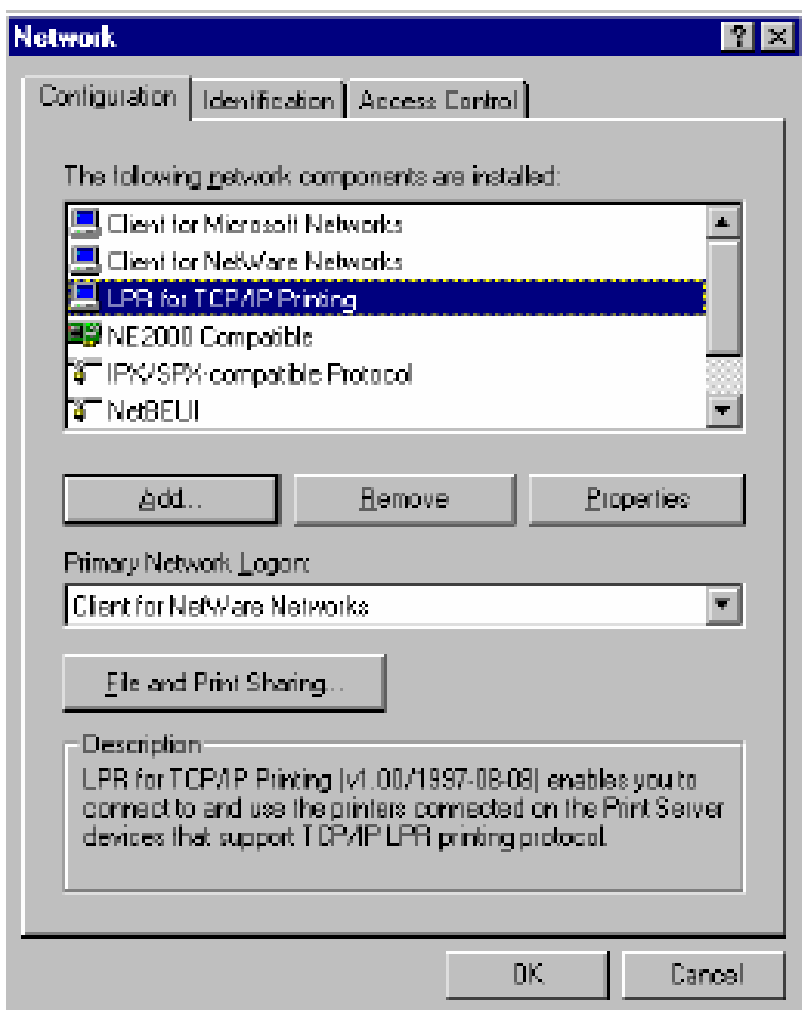 Network
Configuration Identification Access Control
The following network components are installed:
Client for Microsoft Networks
Client for NetWare Networks
LPR for TCP/IP Printing
NE2000 Compatible
IPX/SPX-compatible Protocol
NetBEUI
Add... Remove Properties
Primary Network Logon:
Client for NetWare Networks
File and Print Sharing...
Description
LPR for TCP/IP Printing (v1.00/1997-08-08) enables you to
connect to and use the printers connected on the Print Server
devices that support TCP/IP LPR printing protocol.
OK Cancel